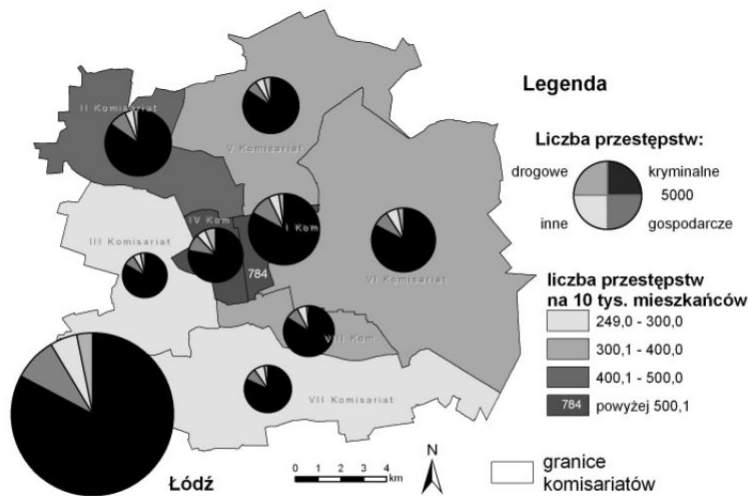 II Komisariat
V Komisariat
IV Kom.
I Kom
III Komisariat
VI Komisariat
784
VIII Kom.
VII Komisariat
Łódź
0 1 2 3 4
km
N
Legenda
Liczba przestępstw:
drogowe
kryminalne
5000
inne
gospodarcze
liczba przestępstw
na 10 tys. mieszkańców
249,0 - 300,0
300,1 - 400,0
400,1 - 500,0
784 powyżej 500,1
granice
komisariatów